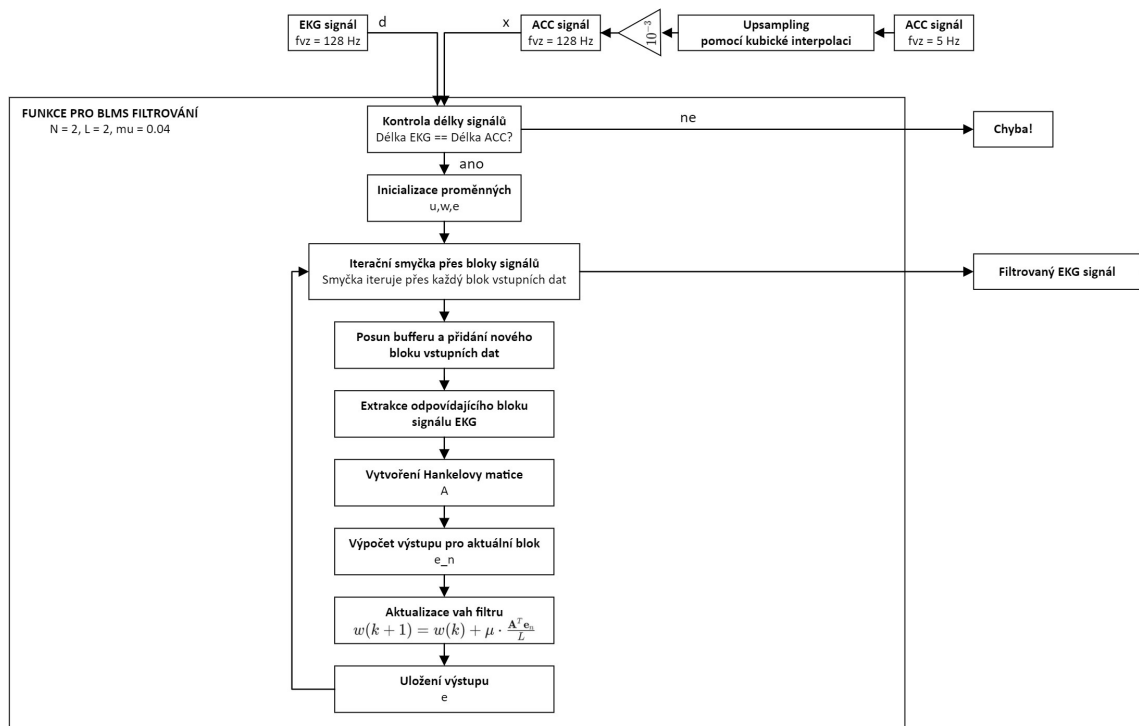 EKG signál
fvz = 128 Hz
d
x
ACC signál
fvz = 128 Hz
10⁻³
Upsampling
pomocí kubické interpolaci
ACC signál
fvz = 5 Hz
FUNKCE PRO BLMS FILTROVÁNÍ
N = 2, L = 2, mu = 0.04
Kontrola délky signálů
Délka EKG == Délka ACC?
ne
Chyba!
ano
Inicializace proměnných
u,w,e
Iterační smyčka přes bloky signálů
Smyčka iteruje přes každý blok vstupních dat
Filtrovaný EKG signál
Posun bufferu a přidání nového
bloku vstupních dat
Extrakce odpovídajícího bloku
signálu EKG
Vytvoření Hankelovy matice
A
Výpočet výstupu pro aktuální blok
e_n
Aktualizace vah filtru
w(k + 1) = w(k) + μ · \frac{A^T e_n}{L}
Uložení výstupu
e